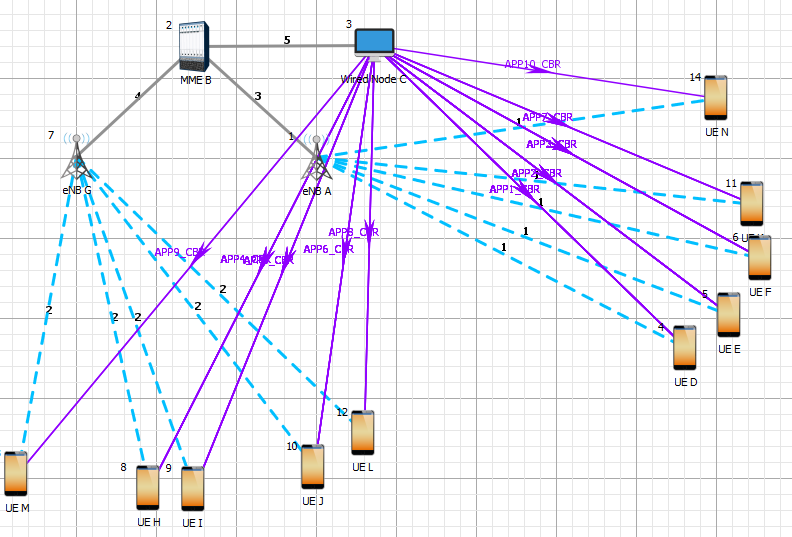 3
2
5
MME B
Wired Node C
APP10_CBR
14
UE N
4
3
7
1
eNB G
eNB A
1
APP7_CBR
APP3_CBR
1
APP2_CBR
APP1_CBR
1
11
6
UE F
1
1
APP9_CBR
APP4_CBR
APP6_CBR
APP8_CBR
2
2
2
2
2
5
UE E
4
UE D
12
UE L
10
UE J
8
UE H
9
UE I
UE M